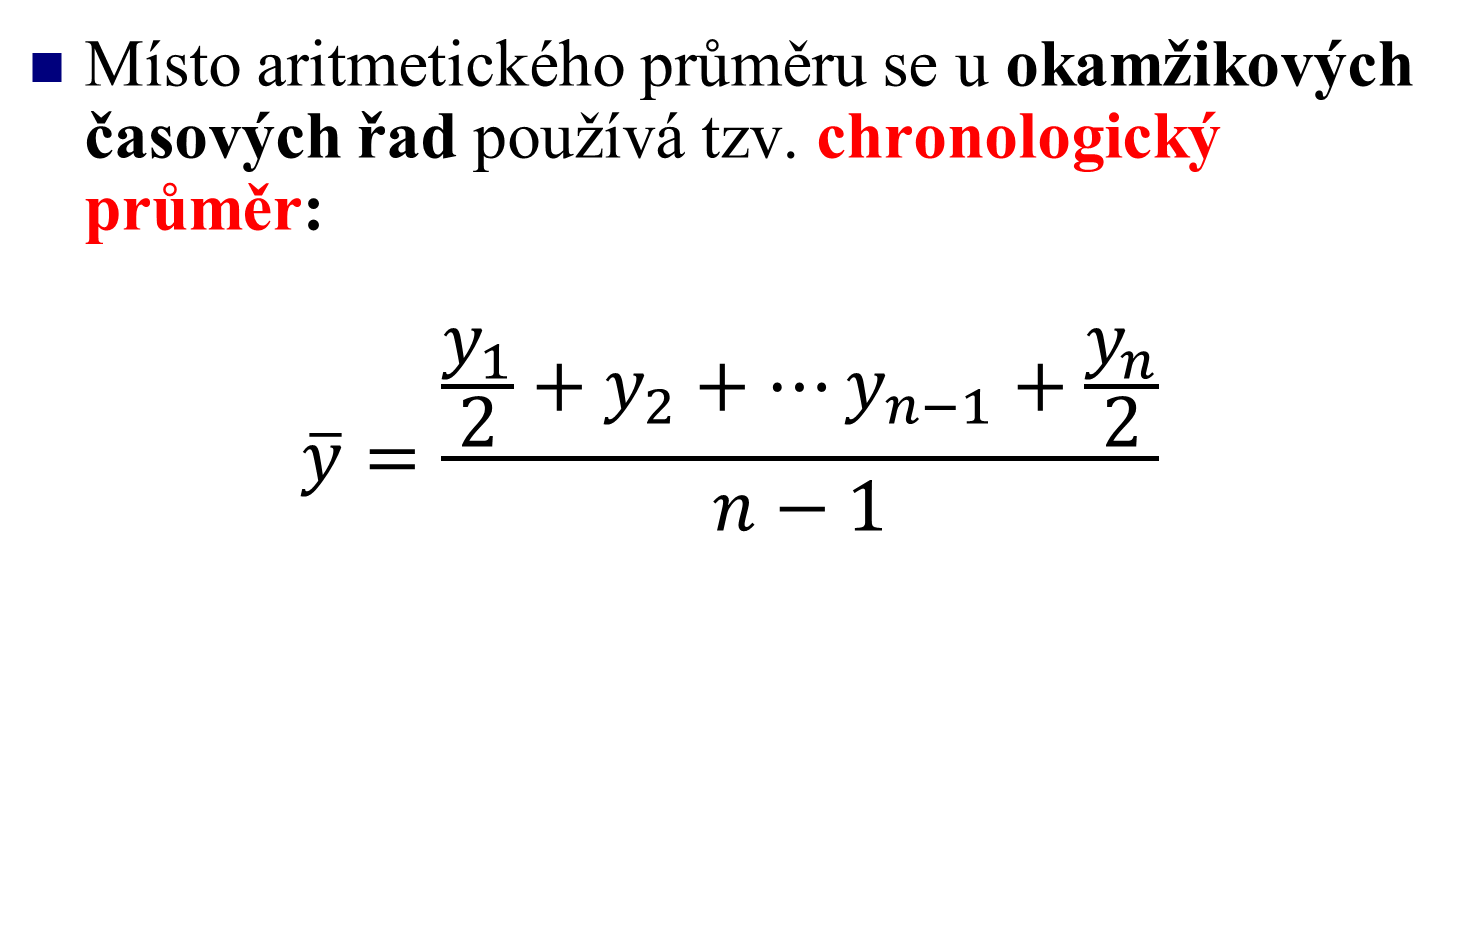 Místo aritmetického průměru se u okamžikových
časových řad používá tzv. chronologický
průměr:
y̅ = (y₁/2 + y₂ + ⋯ yₙ₋₁ + yₙ/2) / (n − 1)